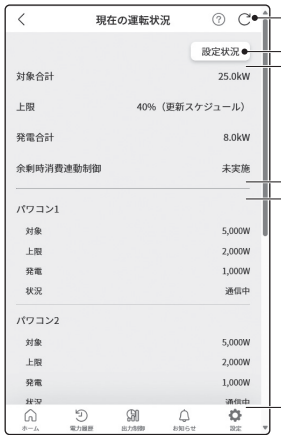 現在の運転状況
設定状況
対象合計 25.0kW
上限 40%（更新スケジュール）
発電合計 8.0kW
余剰時消費連動制御 未実施
パワコン1
対象 5,000W
上限 2,000W
発電 1,000W
状況 通信中
パワコン2
対象 5,000W
上限 2,000W
発電 1,000W
状況 通信中
ホーム 電力履歴 出力制御 お知らせ 設定